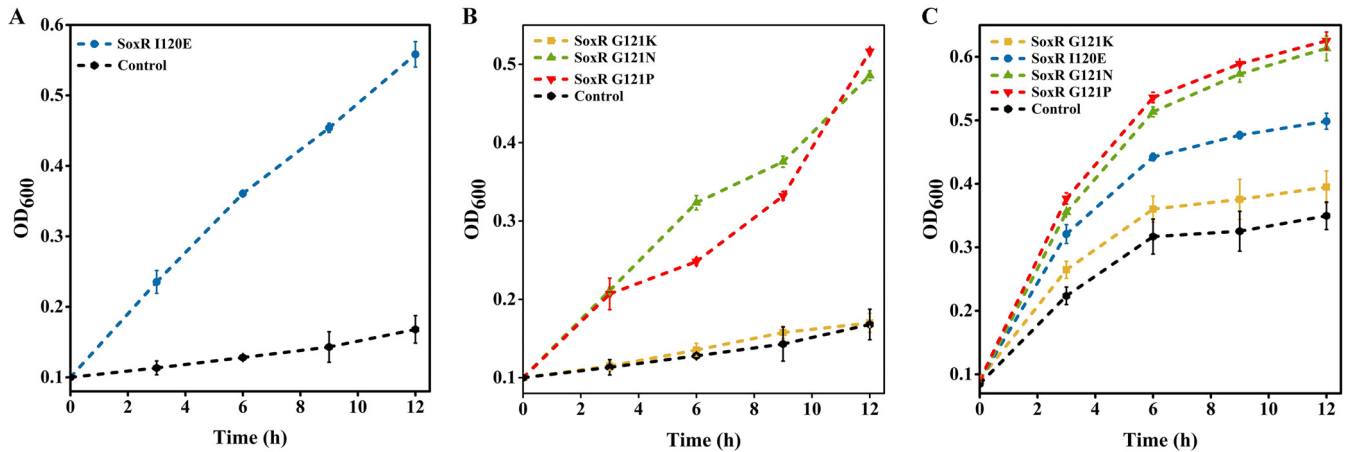 A
0.6
0.5
0.4
0.3
0.2
0.1
OD600
SoxR I120E
Control
0 2 4 6 8 10 12
Time (h)
B
0.5
0.4
0.3
0.2
0.1
OD600
SoxR G121K
SoxR G121N
SoxR G121P
Control
0 2 4 6 8 10 12
Time (h)
C
0.6
0.5
0.4
0.3
0.1
OD600
SoxR G121K
SoxR I120E
SoxR G121N
SoxR G121P
Control
0 2 4 6 8 10 12
Time (h)